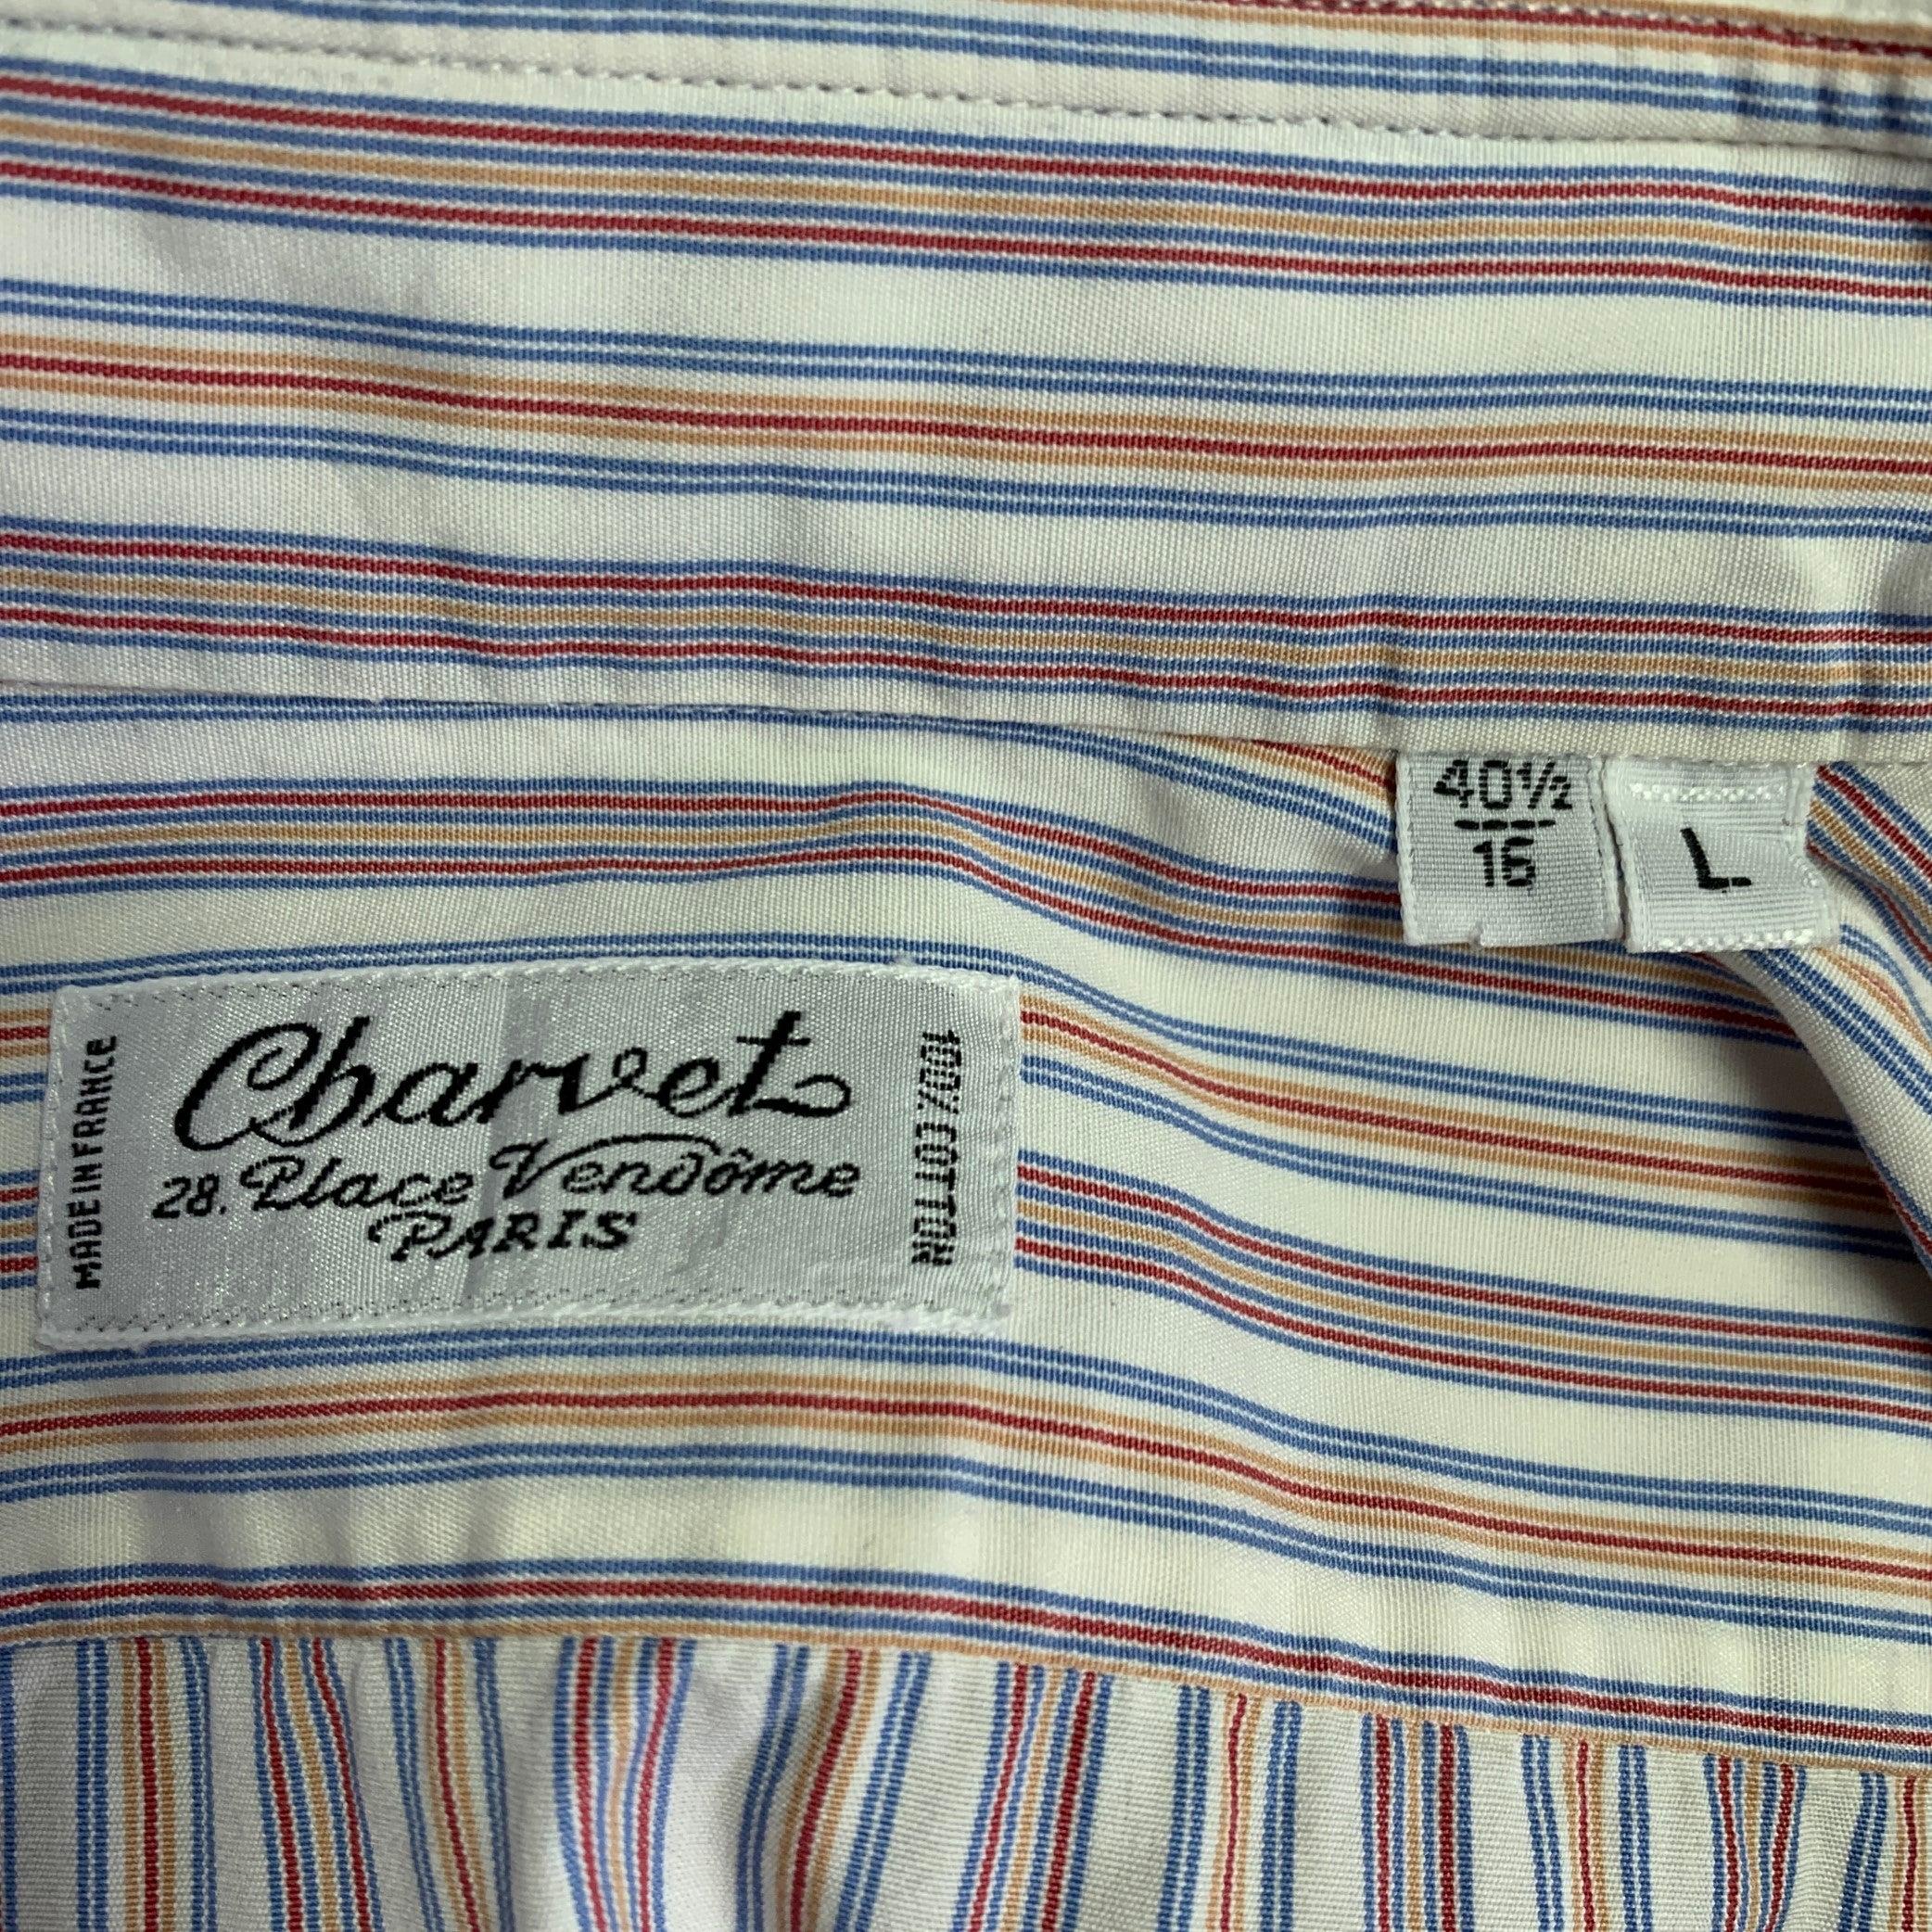 40½
16
L
Charvet
28. Place Vendôme
PARIS
MADE IN FRANCE
100% COTTON